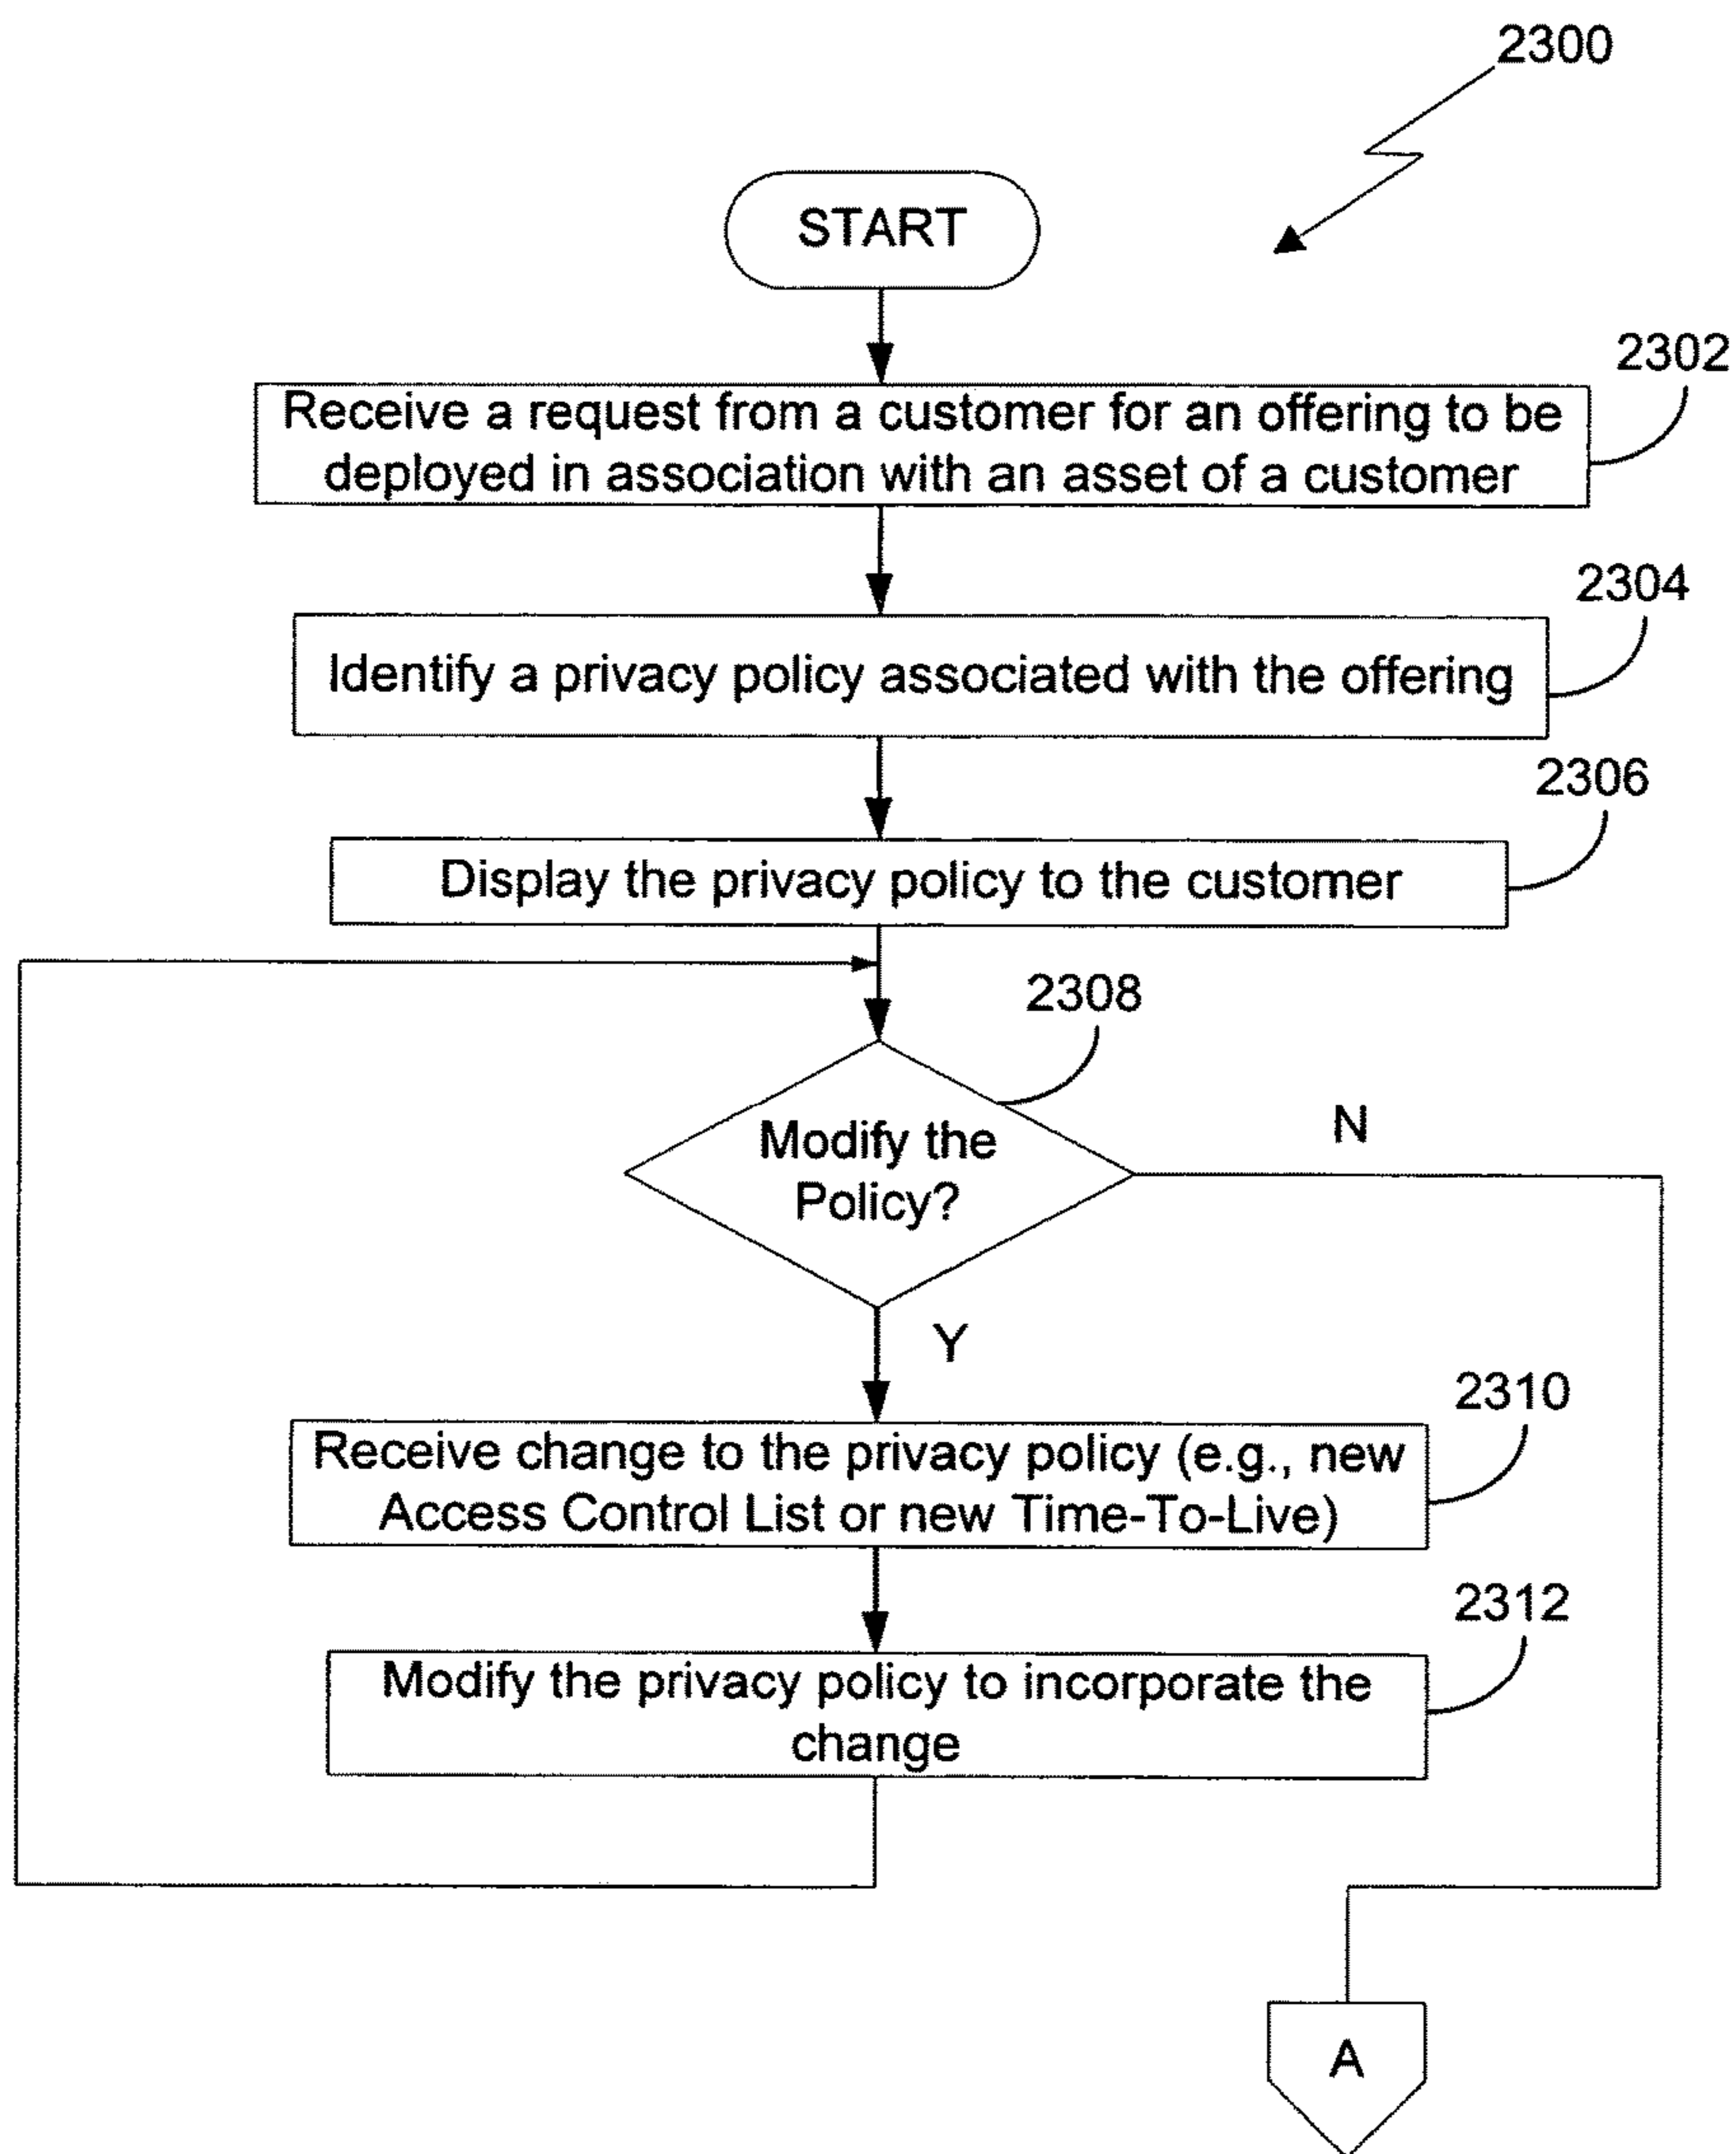 2300
START
2302
Receive a request from a customer for an offering to be
deployed in association with an asset of a customer
2304
Identify a privacy policy associated with the offering
2306
Display the privacy policy to the customer
2308
Modify the
Policy?
N
Y
2310
Receive change to the privacy policy (e.g., new
Access Control List or new Time-To-Live)
2312
Modify the privacy policy to incorporate the
change
A